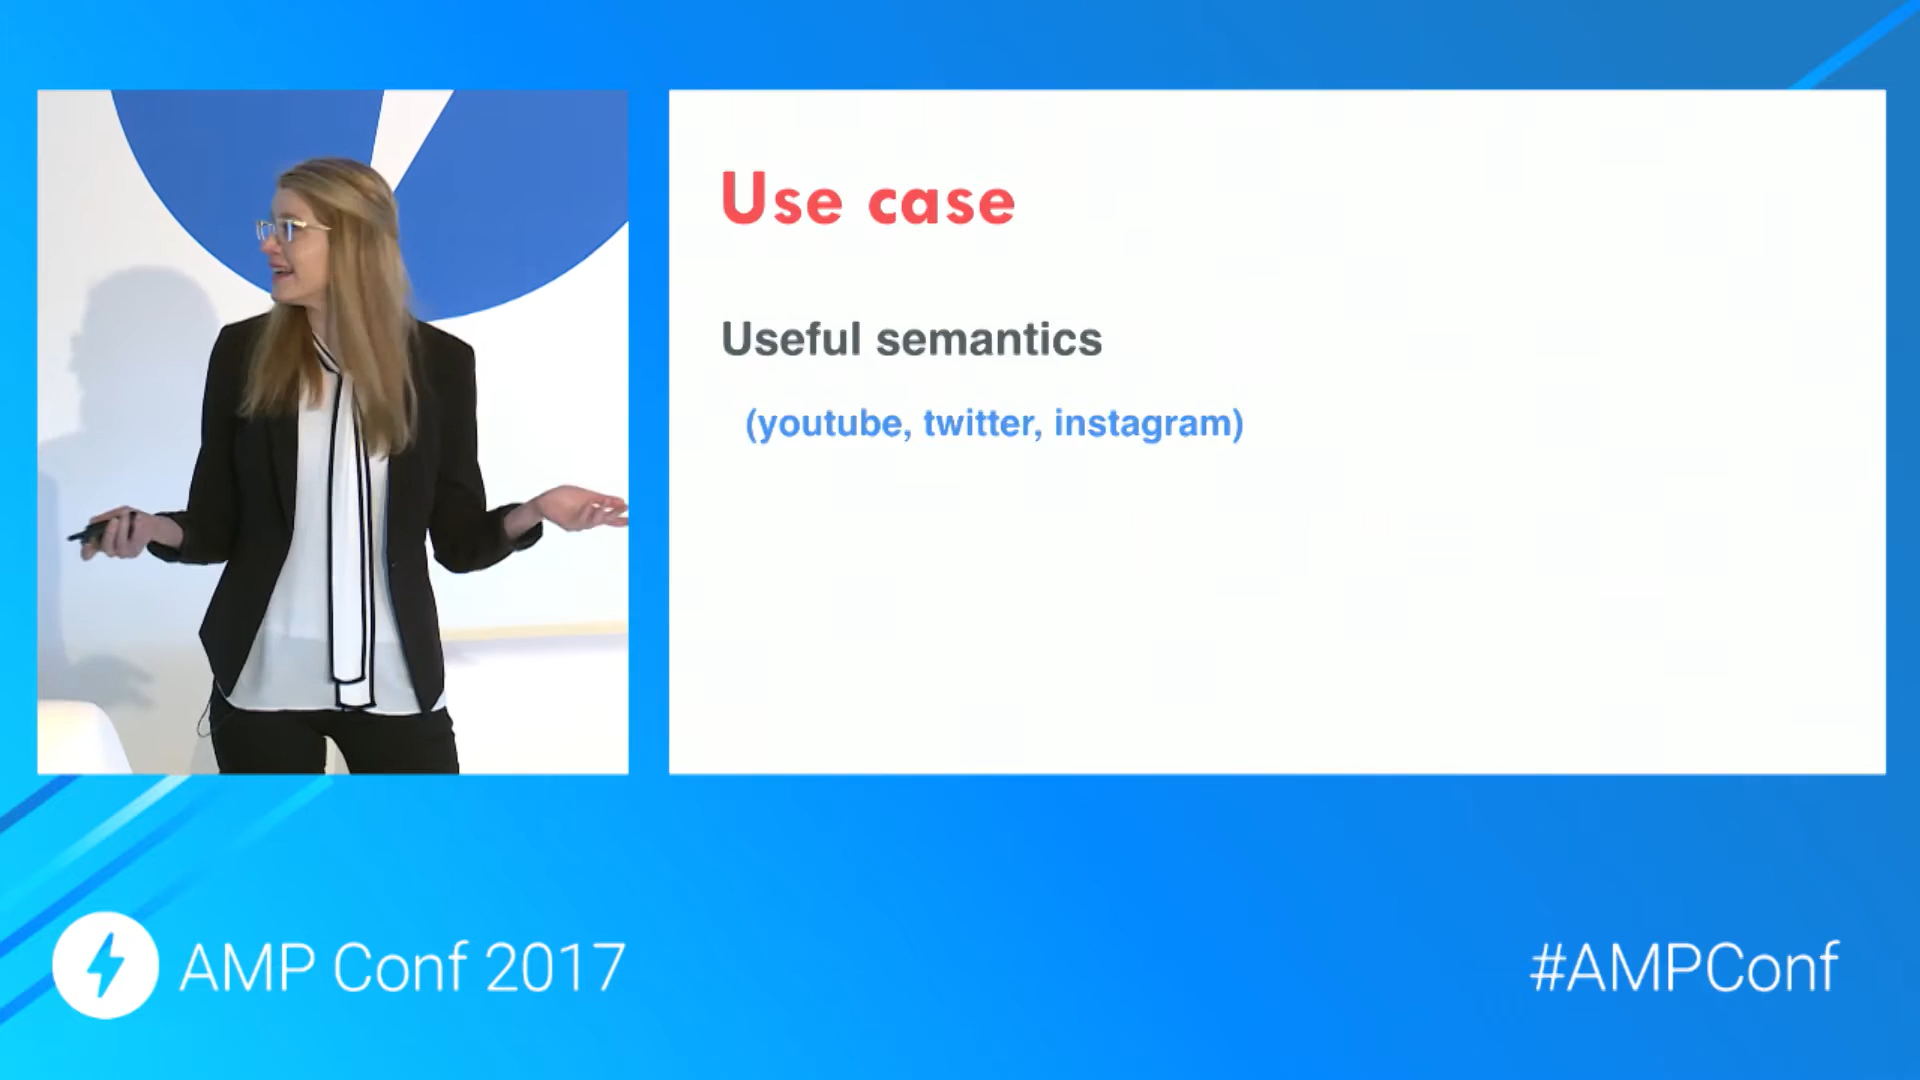 Use case
Useful semantics
(youtube, twitter, instagram)
AMP Conf 2017
#AMPConf